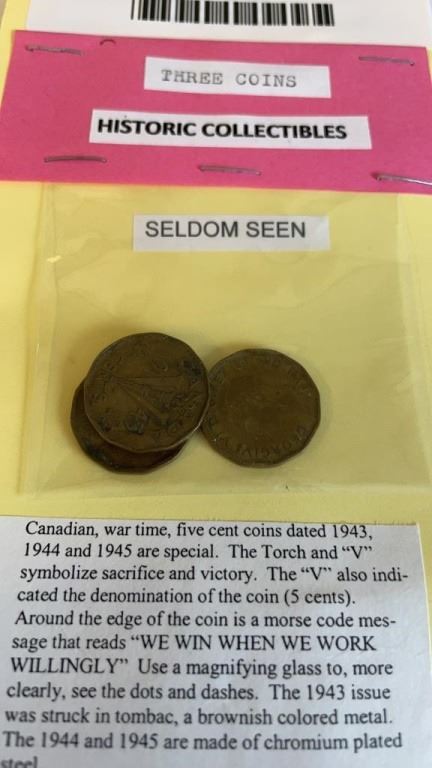 THREE COINS
HISTORIC COLLECTIBLES
SELDOM SEEN
Canadian, war time, five cent coins dated 1943,
1944 and 1945 are special. The Torch and “V”
symbolize sacrifice and victory. The “V” also indi-
cated the denomination of the coin (5 cents).
Around the edge of the coin is a morse code mes-
sage that reads “WE WIN WHEN WE WORK
WILLINGLY” Use a magnifying glass to, more
clearly, see the dots and dashes. The 1943 issue
was struck in tombac, a brownish colored metal.
The 1944 and 1945 are made of chromium plated
steel